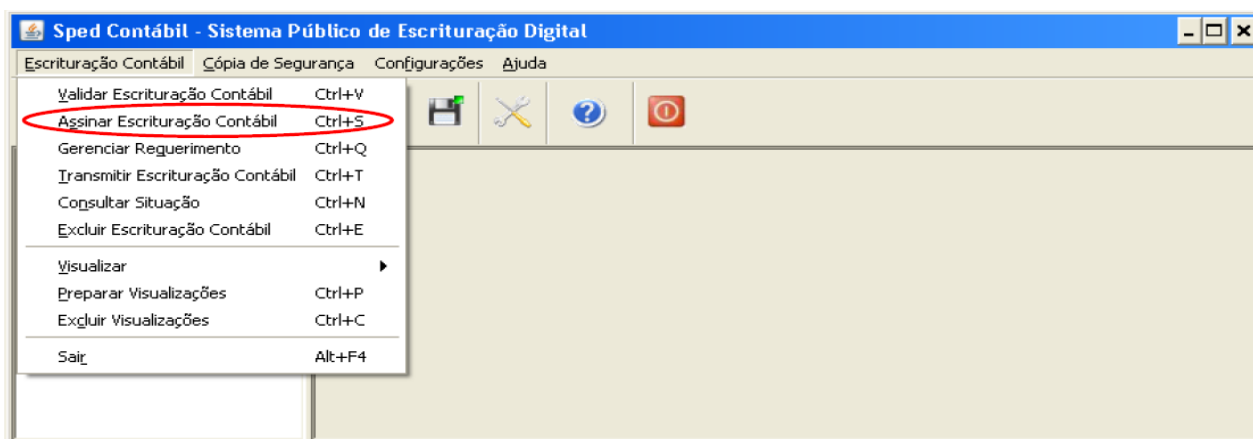 Sped Contábil - Sistema Público de Escrituração Digital
Escrituração Contábil Cópia de Segurança Configurações Ajuda
Validar Escrituração Contábil Ctrl+V
Assinar Escrituração Contábil Ctrl+S
Gerenciar Requerimento Ctrl+Q
Transmitir Escrituração Contábil Ctrl+T
Consultar Situação Ctrl+N
Excluir Escrituração Contábil Ctrl+E
Visualizar
Preparar Visualizações Ctrl+P
Excluir Visualizações Ctrl+C
Sair Alt+F4